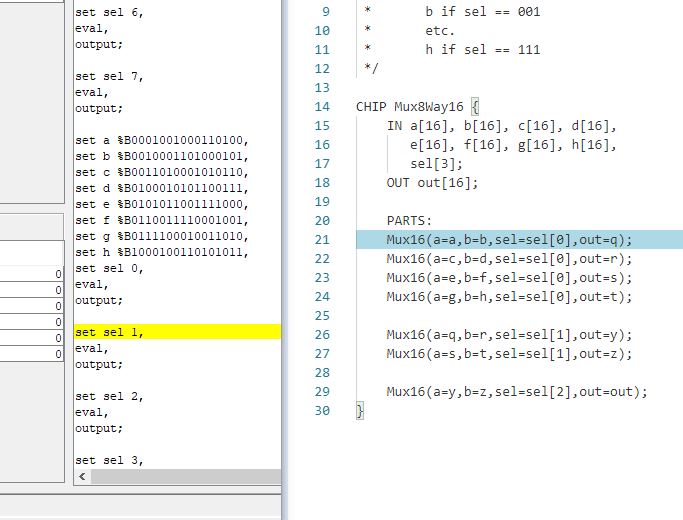 set sel 6,
eval,
output;
set sel 7,
eval,
output;
set a %B0001001000110100,
set b %B0010001101000101,
set c %B0011010001010110,
set d %B0100010101100111,
set e %B0101011001111000,
set f %B0110011110001001,
set g %B0111100010011010,
set h %B1000100110101011,
set sel 0,
eval,
output;
set sel 1,
eval,
output;
set sel 2,
eval,
output;
set sel 3,
0
0
0
0
0
0
9 * b if sel == 001
10 * etc.
11 * h if sel == 111
12 */
13
14 CHIP Mux8Way16 {
15 IN a[16], b[16], c[16], d[16],
16 e[16], f[16], g[16], h[16],
17 sel[3];
18 OUT out[16];
19
20 PARTS:
21 Mux16(a=a,b=b,sel=sel[0],out=q);
22 Mux16(a=c,b=d,sel=sel[0],out=r);
23 Mux16(a=e,b=f,sel=sel[0],out=s);
24 Mux16(a=g,b=h,sel=sel[0],out=t);
25
26 Mux16(a=q,b=r,sel=sel[1],out=y);
27 Mux16(a=s,b=t,sel=sel[1],out=z);
28
29 Mux16(a=y,b=z,sel=sel[2],out=out);
30 }